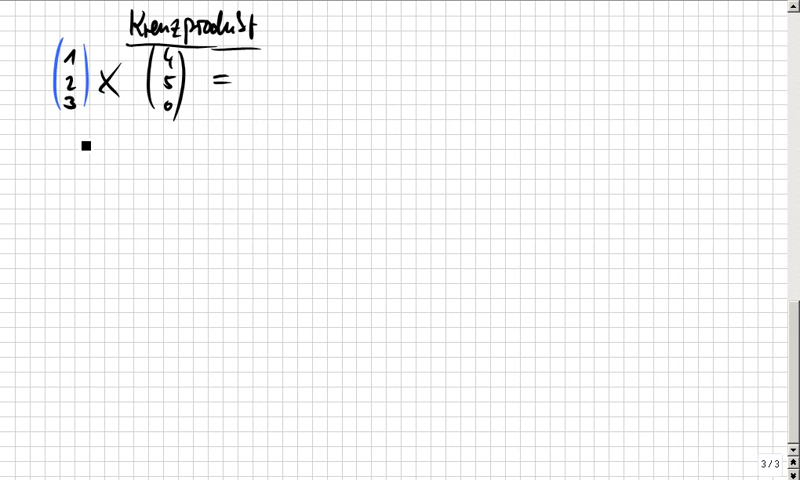 Kreuzprodukt
(1 2 3) × (4 5 0) =
3/3